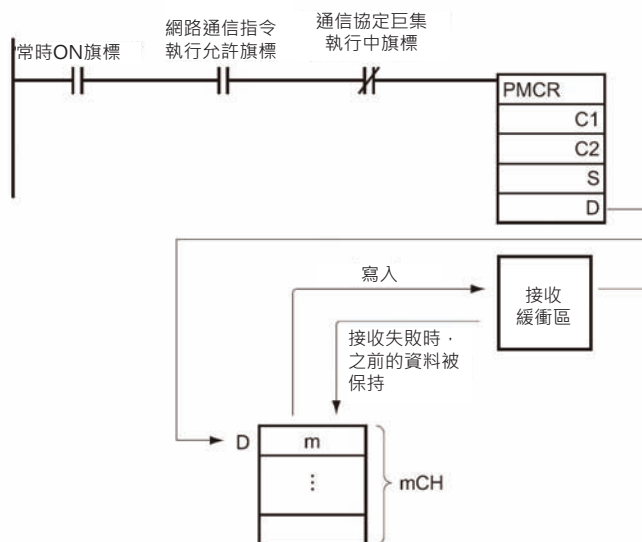 常時ON旗標
網路通信指令
執行允許旗標
通信協定巨集
執行中旗標
PMCR
C1
C2
S
D
寫入
接收
緩衝區
接收失敗時，
之前的資料被
保持
D
m
⋮
mCH